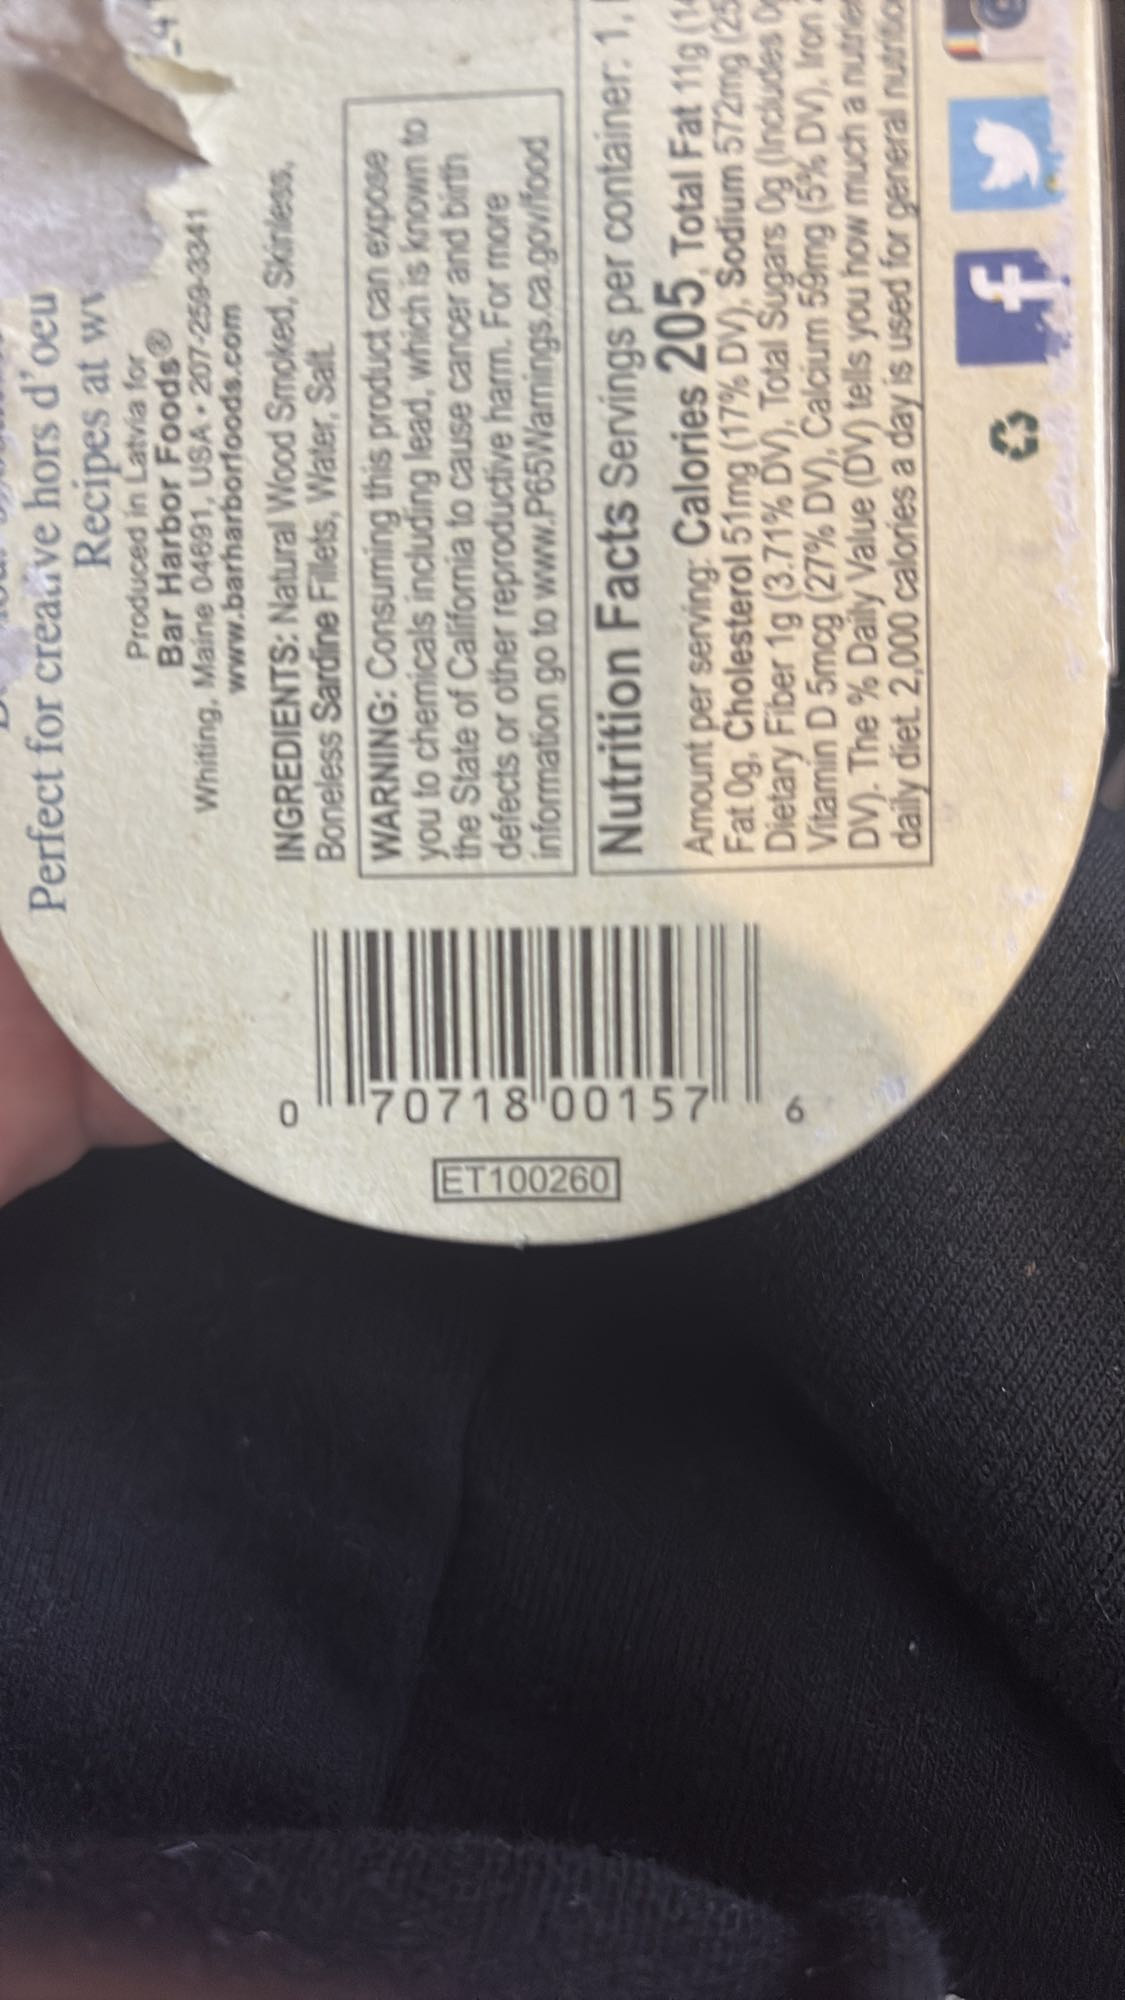 Perfect for creative hors d'oeu
Recipes at
Produced in Latvia for
Bar Harbor Foods®
Whiting, Maine 04691, USA • 207-259-3341
www.barharborfoods.com
INGREDIENTS: Natural Wood Smoked, Skinless,
Boneless Sardine Fillets, Water, Salt.
WARNING: Consuming this product can expose
you to chemicals including lead, which is known to
the State of California to cause cancer and birth
defects or other reproductive harm. For more
information go to www.P65Warnings.ca.gov/food
Nutrition Facts Servings per container: 1,
Amount per serving: Calories 205, Total Fat 11g (14
Fat 0g, Cholesterol 51mg (17% DV), Sodium 572mg (25
Dietary Fiber 1g (3.71% DV), Total Sugars 0g (Includes 0g
Vitamin D 5mcg (27% DV), Calcium 59mg (5% DV), Iron
DV). The % Daily Value (DV) tells you how much a nutrie
daily diet. 2,000 calories a day is used for general nutritio
0 70718 00157 6
ET100260
f